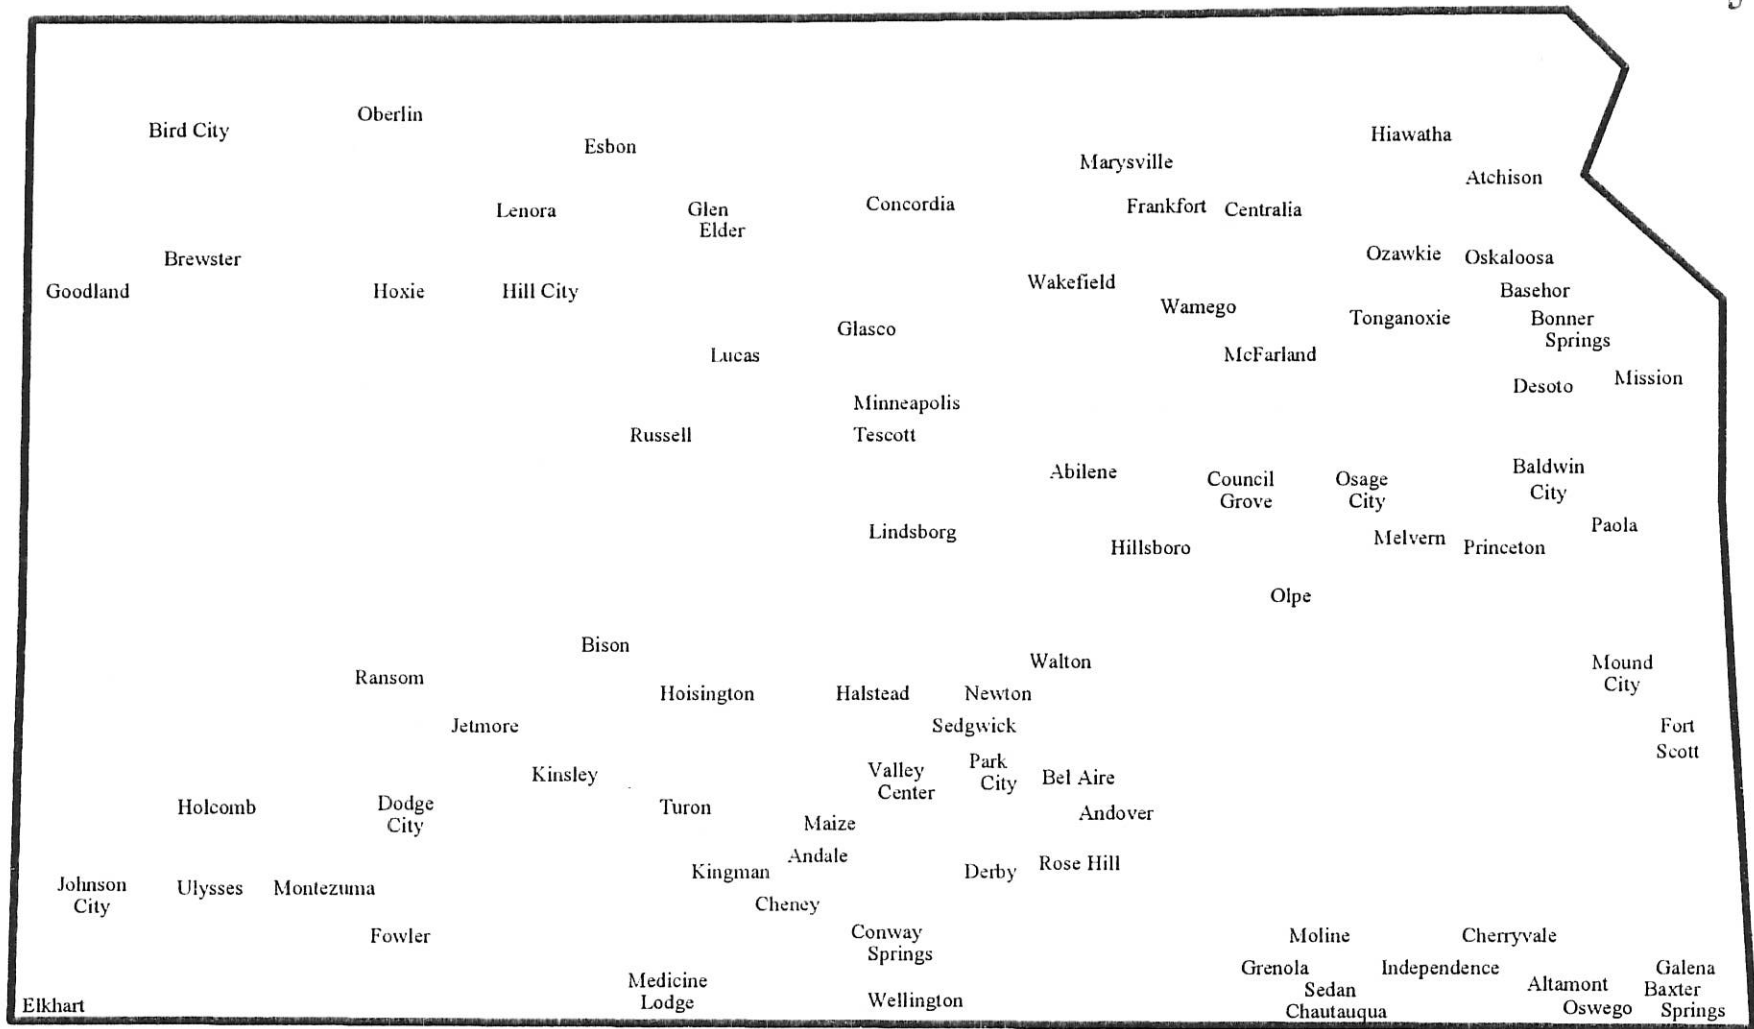 Oberlin
Bird City
Hiawatha
Esbon
Marysville
Atchison
Lenora
Glen
Elder
Concordia
Frankfort
Centralia
Brewster
Ozawkie
Oskaloosa
Goodland
Hoxie
Hill City
Wakefield
Basehor
Wamego
Tonganoxie
Bonner
Springs
Glasco
Lucas
McFarland
Desoto
Mission
Minneapolis
Russell
Tescott
Abilene
Council
Grove
Osage
City
Baldwin
City
Lindsborg
Paola
Hillsboro
Melvern
Princeton
Olpe
Bison
Walton
Mound
City
Ransom
Hoisington
Halstead
Newton
Jetmore
Sedgwick
Fort
Scott
Kinsley
Valley
Center
Park
City
Bel Aire
Holcomb
Dodge
City
Turon
Andover
Maize
Andale
Kingman
Derby
Rose Hill
Johnson
City
Ulysses
Montezuma
Cheney
Fowler
Conway
Springs
Moline
Cherryvale
Grenola
Independence
Galena
Medicine
Lodge
Sedan
Altamont
Baxter
Springs
Elkhart
Wellington
Chautauqua
Oswego